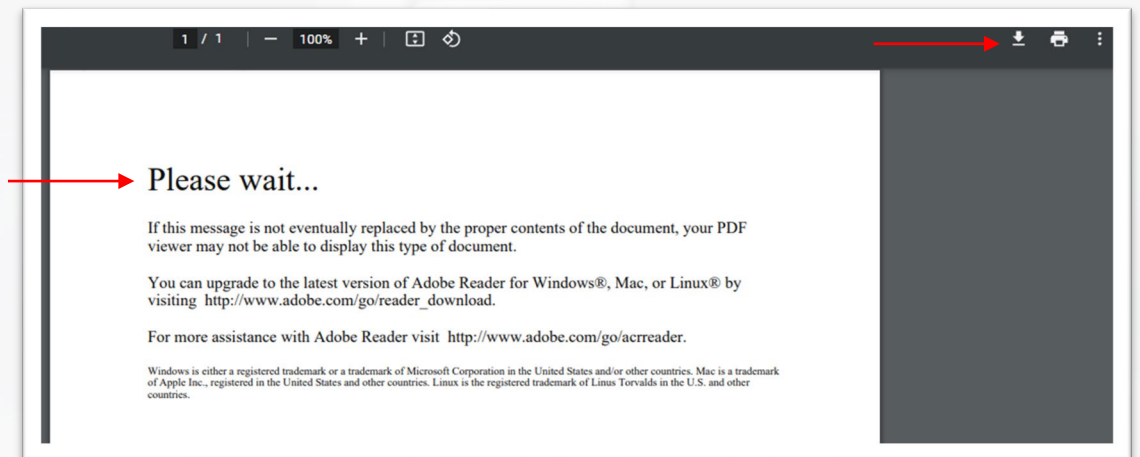 1 / 1 | − 100% + |
Please wait...
If this message is not eventually replaced by the proper contents of the document, your PDF
viewer may not be able to display this type of document.
You can upgrade to the latest version of Adobe Reader for Windows®, Mac, or Linux® by
visiting http://www.adobe.com/go/reader_download.
For more assistance with Adobe Reader visit http://www.adobe.com/go/acrreader.
Windows is either a registered trademark or a trademark of Microsoft Corporation in the United States and/or other countries. Mac is a trademark
of Apple Inc., registered in the United States and other countries. Linux is the registered trademark of Linus Torvalds in the U.S. and other
countries.